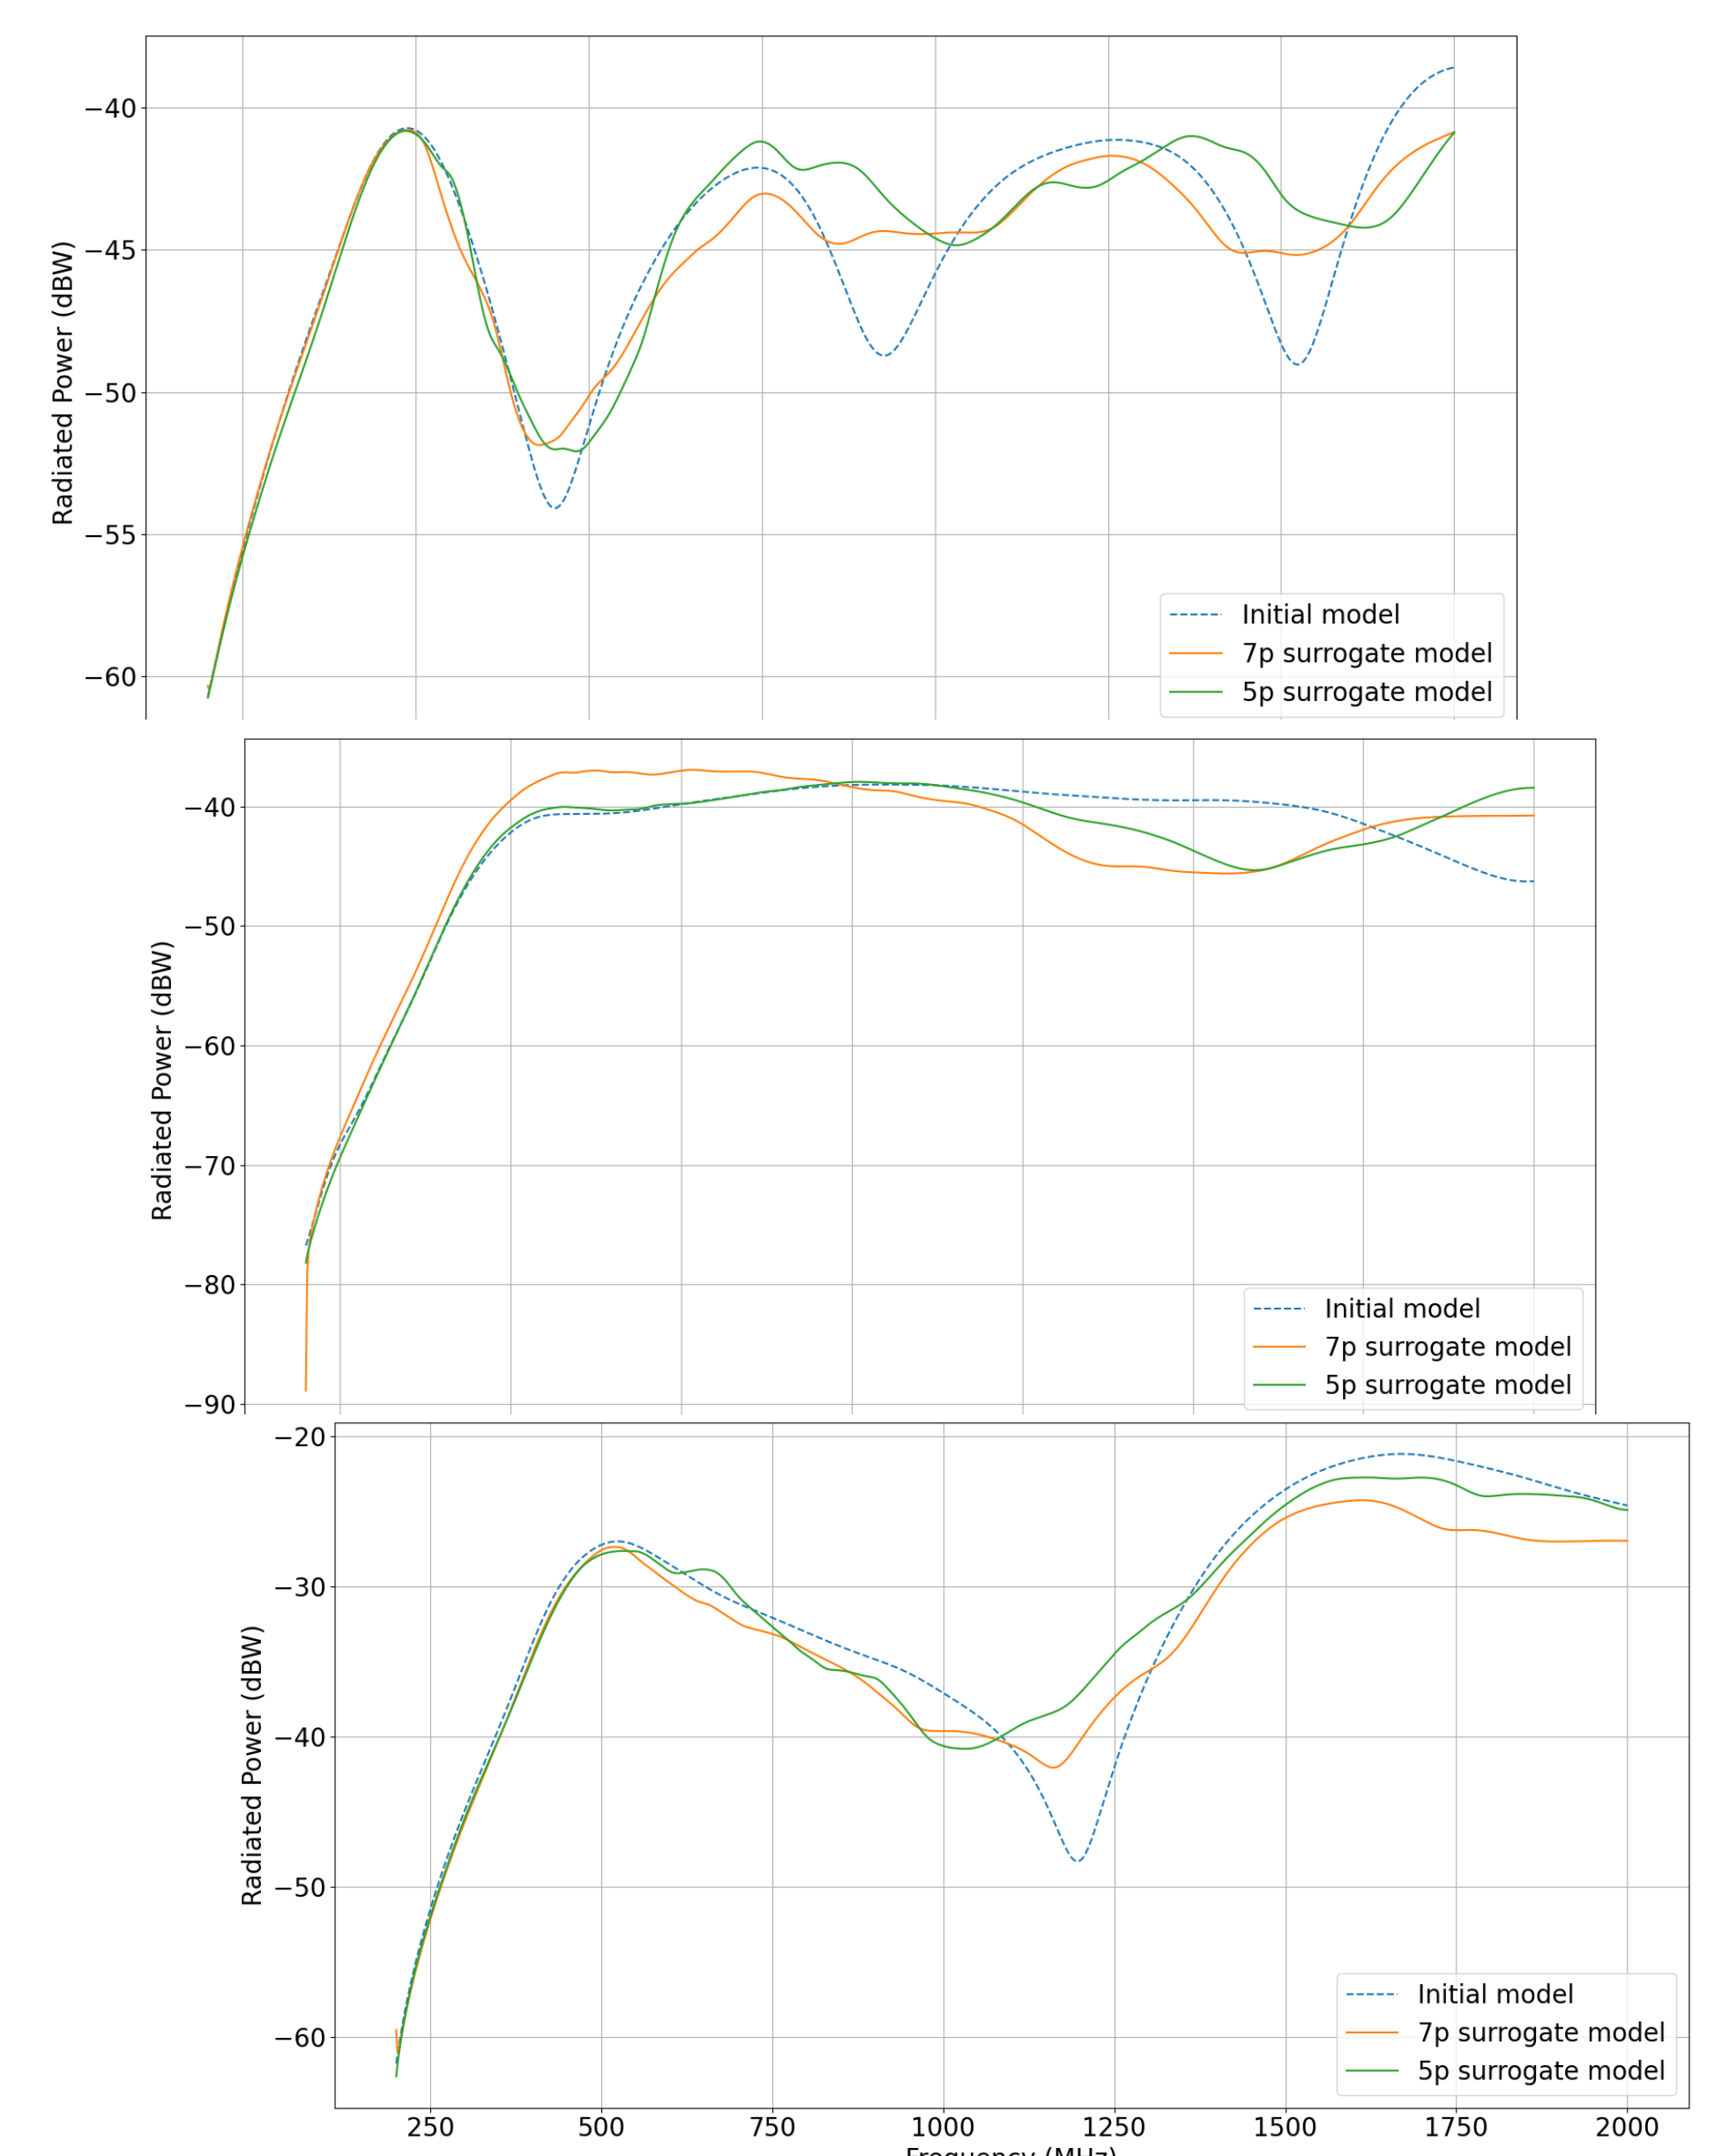 −40
−45
−50
−55
−60
Radiated Power (dBW)
Initial model
7p surrogate model
5p surrogate model
−40
−50
−60
−70
−80
−90
Radiated Power (dBW)
Initial model
7p surrogate model
5p surrogate model
−20
−30
−40
−50
−60
Radiated Power (dBW)
Initial model
7p surrogate model
5p surrogate model
250 500 750 1000 1250 1500 1750 2000
Frequency (MHz)